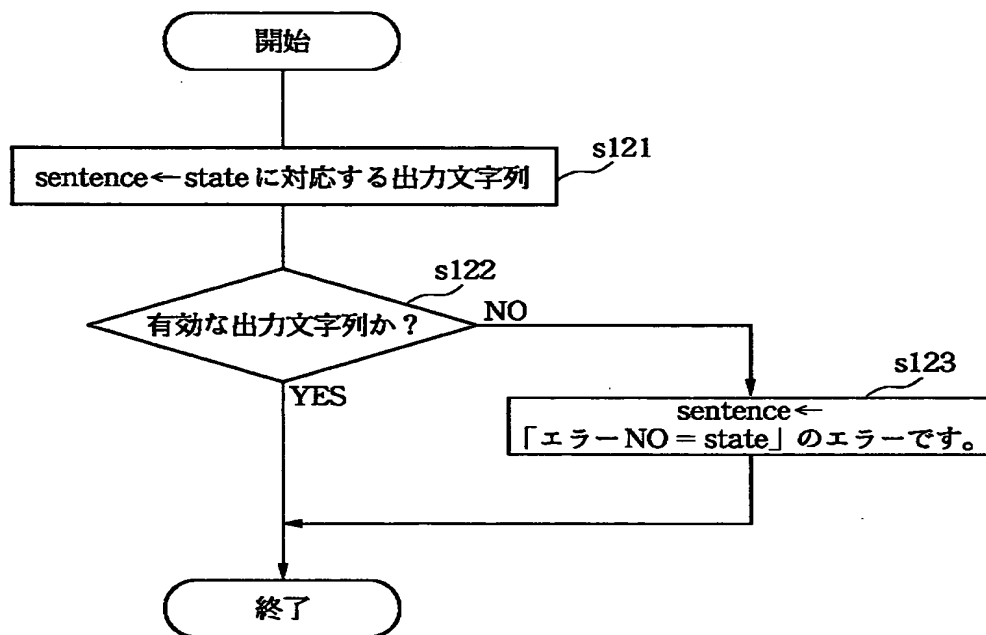 開始
s121
sentence←stateに対応する出力文字列
s122
有効な出力文字列か？
NO
YES
s123
sentence←
「エラーNO＝state」のエラーです。
終了